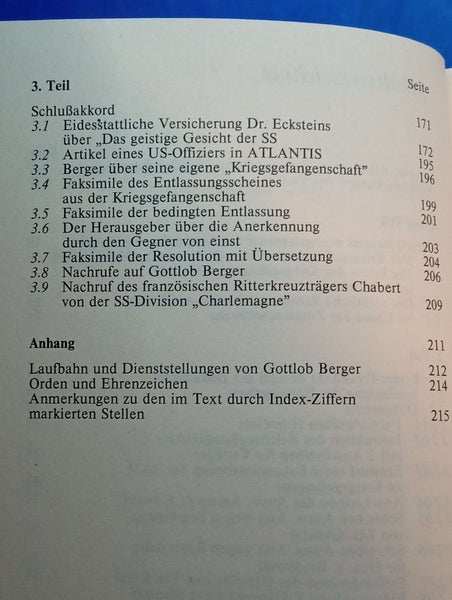 3. Teil Seite
Schlußakkord
3.1 Eidesstattliche Versicherung Dr. Ecksteins
über „Das geistige Gesicht der SS 171
3.2 Artikel eines US-Offiziers in ATLANTIS 172
3.3 Berger über seine eigene „Kriegsgefangenschaft" 195
3.4 Faksimile des Entlassungsscheines 196
aus der Kriegsgefangenschaft
3.5 Faksimile der bedingten Entlassung 199
3.6 Der Herausgeber über die Anerkennung 201
durch den Gegner von einst
3.7 Faksimile der Resolution mit Übersetzung 203
3.8 Nachrufe auf Gottlob Berger 204
3.9 Nachruf des französischen Ritterkreuzträgers Chabert 206
von der SS-Division „Charlemagne" 209
Anhang 211
Laufbahn und Dienststellungen von Gottlob Berger 212
Orden und Ehrenzeichen 214
Anmerkungen zu den im Text durch Index-Ziffern
markierten Stellen 215